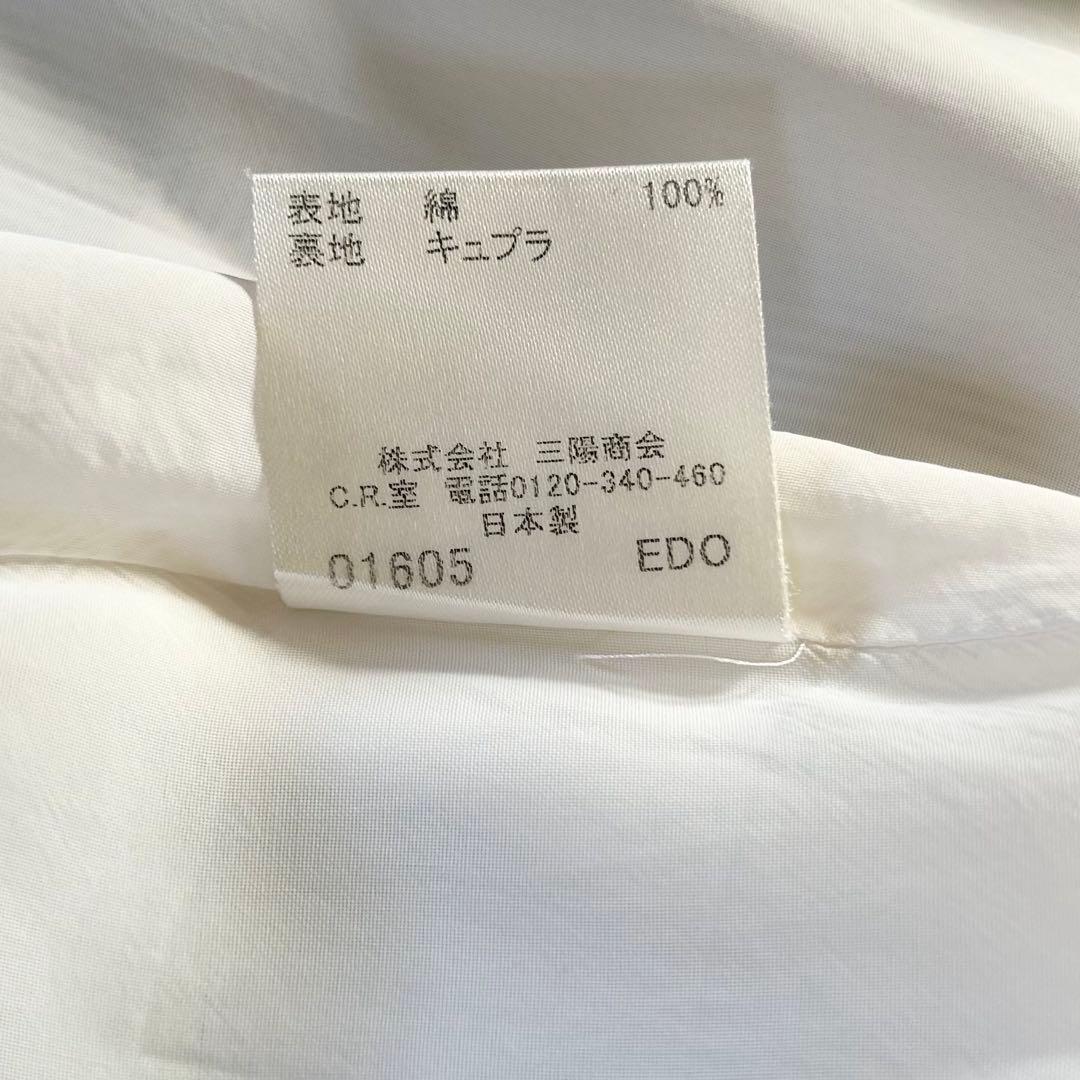 表地 綿 100%
裏地 キュプラ
株式会社 三陽商会
C.R.室 電話0120-340-460
日本製
01605 EDO